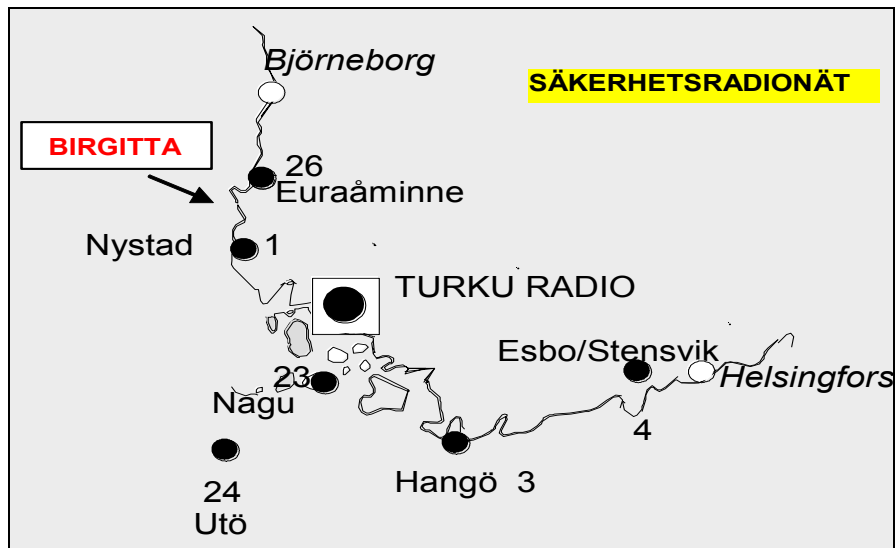 Björneborg
SÄKERHETSRADIONÄT
BIRGITTA
26
Euraåminne
Nystad
1
TURKU RADIO
Esbo/Stensvik
23
Helsingfors
Nagu
4
Hangö 3
24
Utö